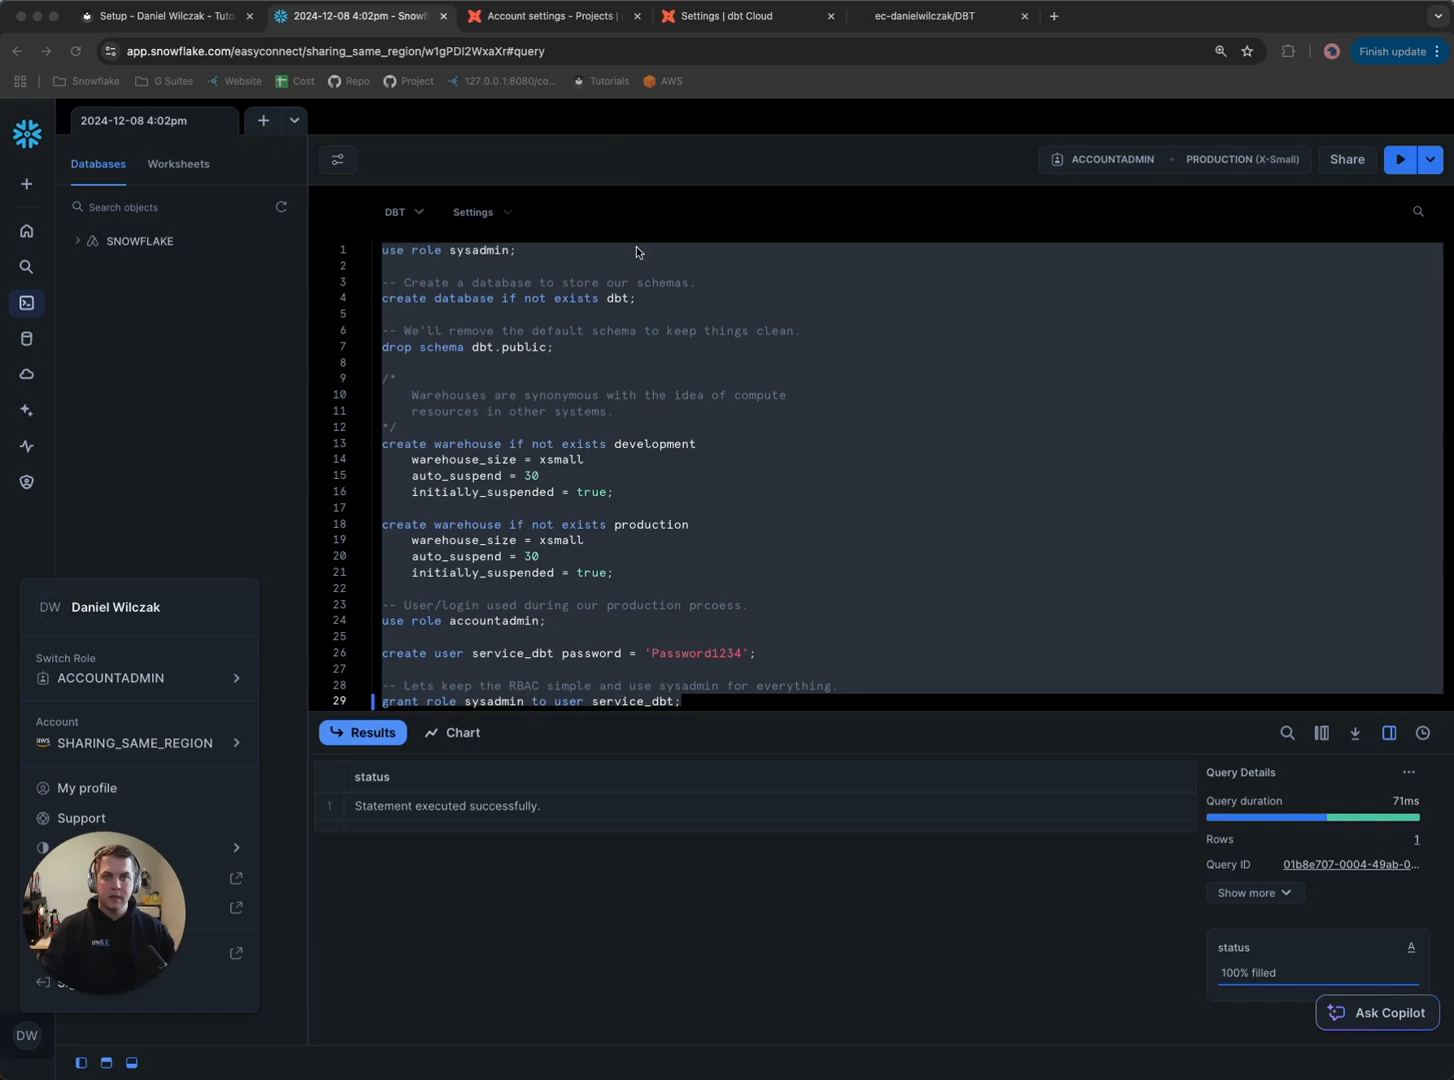 Setup - Daniel Wilczak - Tuto
2024-12-08 4:02pm - Snowfl
Account settings - Projects |
Settings | dbt Cloud
ec-danielwilczak/DBT
app.snowflake.com/easyconnect/sharing_same_region/w1gPDI2WxaXr#query
Finish update
Snowflake
G Suites
Website
Cost
Repo
Project
127.0.0.1:8080/co...
Tutorials
AWS
2024-12-08 4:02pm
Databases
Worksheets
Search objects
SNOWFLAKE
ACCOUNTADMIN
PRODUCTION (X-Small)
Share
DBT
Settings
1 use role sysadmin;
2
3 -- Create a database to store our schemas.
4 create database if not exists dbt;
5
6 -- We'll remove the default schema to keep things clean.
7 drop schema dbt.public;
8
9 /*
10 Warehouses are synonymous with the idea of compute
11 resources in other systems.
12 */
13 create warehouse if not exists development
14 warehouse_size = xsmall
15 auto_suspend = 30
16 initially_suspended = true;
17
18 create warehouse if not exists production
19 warehouse_size = xsmall
20 auto_suspend = 30
21 initially_suspended = true;
22
23 -- User/login used during our production prcoess.
24 use role accountadmin;
25
26 create user service_dbt password = 'Password1234';
27
28 -- Lets keep the RBAC simple and use sysadmin for everything.
29 grant role sysadmin to user service_dbt;
DW Daniel Wilczak
Switch Role
ACCOUNTADMIN
Account
aws SHARING_SAME_REGION
My profile
Support
DW
Results
Chart
status
1 Statement executed successfully.
Query Details
Query duration 71ms
Rows 1
Query ID 01b8e707-0004-49ab-0...
Show more
status A
100% filled
Ask Copilot